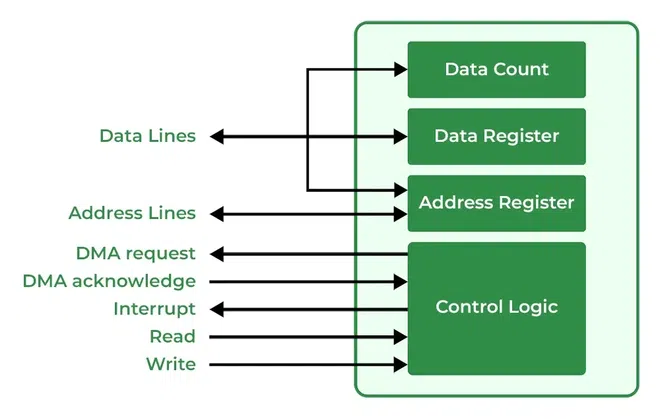 Data Count
Data Lines
Data Register
Address Register
Address Lines
DMA request
DMA acknowledge
Interrupt
Control Logic
Read
Write